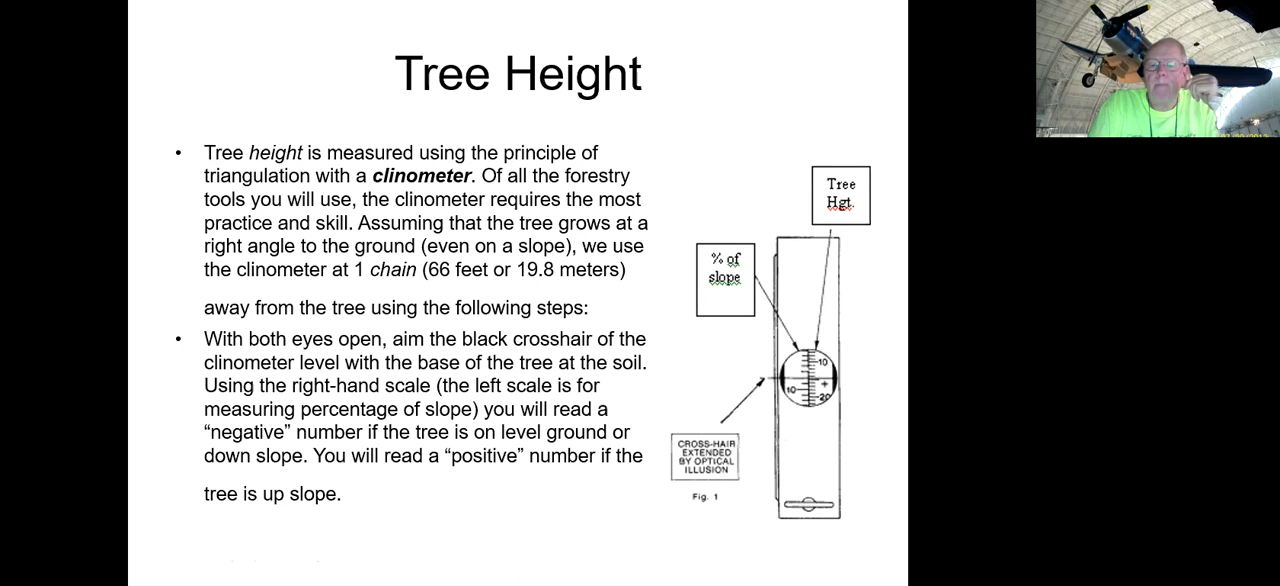 Tree Height
• Tree height is measured using the principle of
triangulation with a clinometer. Of all the forestry
tools you will use, the clinometer requires the most
practice and skill. Assuming that the tree grows at a
right angle to the ground (even on a slope), we use
the clinometer at 1 chain (66 feet or 19.8 meters)
away from the tree using the following steps:
• With both eyes open, aim the black crosshair of the
clinometer level with the base of the tree at the soil.
Using the right-hand scale (the left scale is for
measuring percentage of slope) you will read a
“negative” number if the tree is on level ground or
down slope. You will read a “positive” number if the
tree is up slope.
Tree
Hgt.
% of
slope
10
+
10
20
CROSS-HAIR
EXTENDED
BY OPTICAL
ILLUSION
Fig. 1